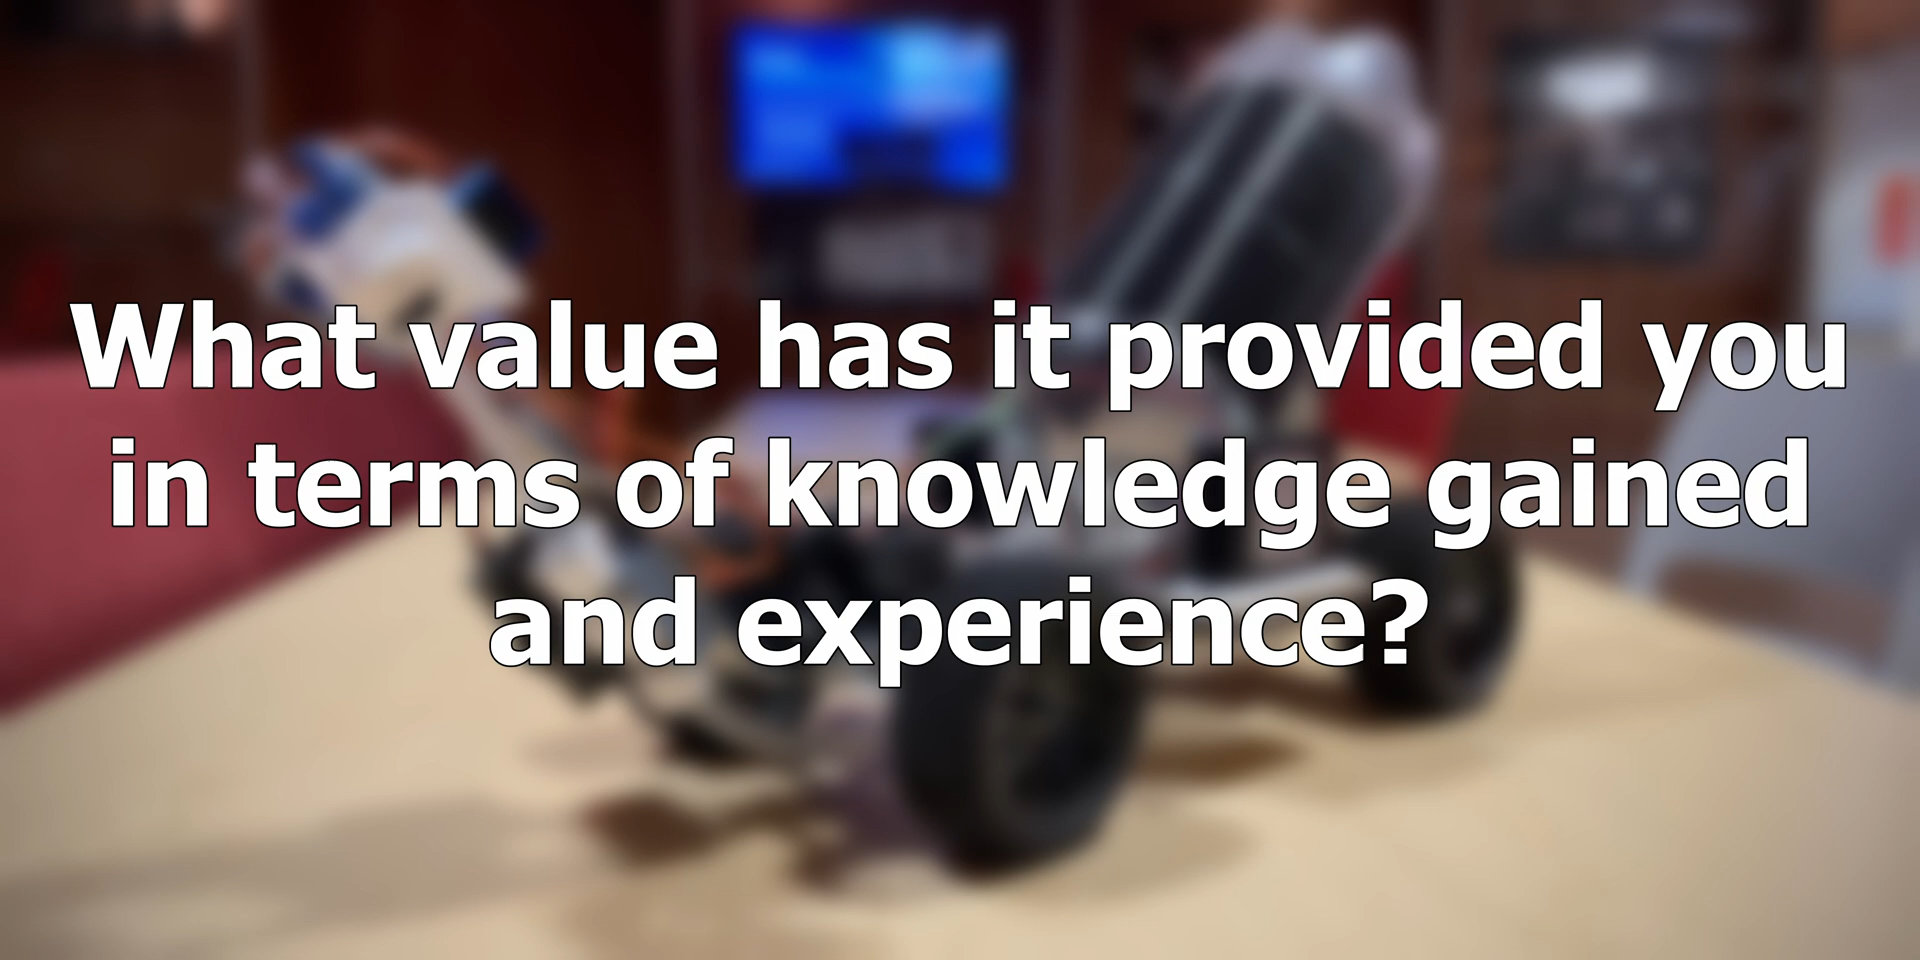 What value has it provided you
in terms of knowledge gained
and experience?